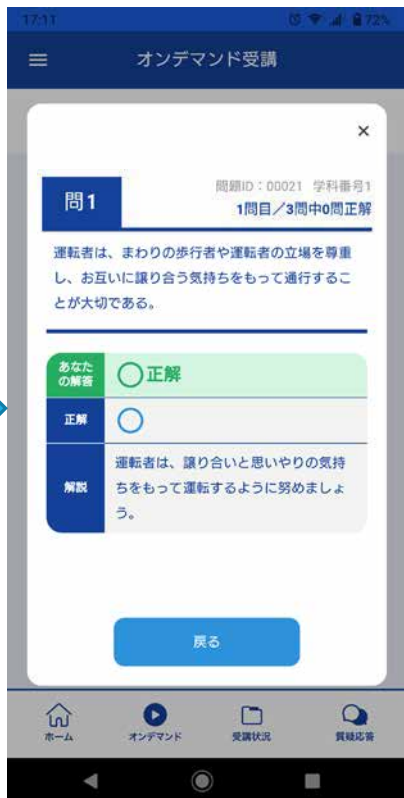 17:11
72%
オンデマンド受講
×
問1
問題ID：00021 学科番号1
1問目／3問中0問正解
運転者は、まわりの歩行者や運転者の立場を尊重
し、お互いに譲り合う気持ちをもって通行するこ
とが大切である。
あなた
の解答
◯正解
正解
◯
解説
運転者は、譲り合いと思いやりの気持
ちをもって運転するように努めましょ
う。
戻る
ホーム
オンデマンド
受講状況
質疑応答